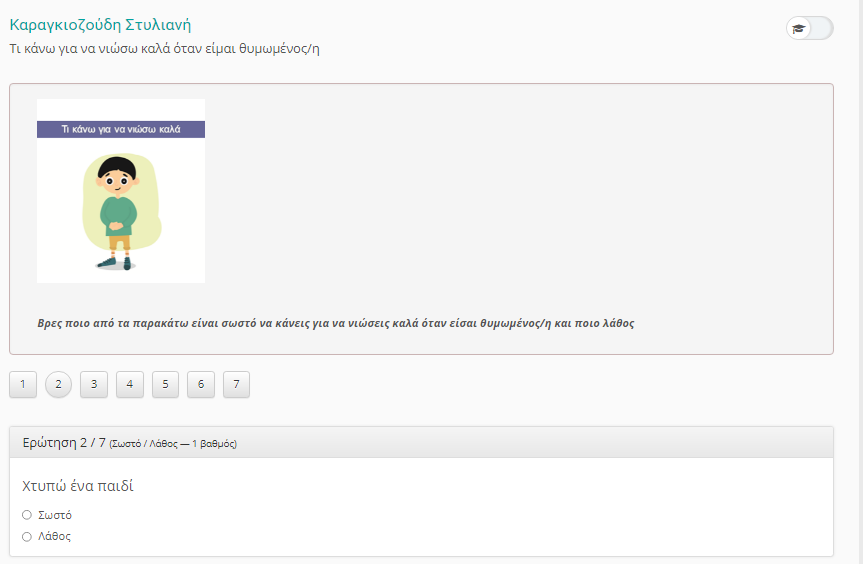 Καραγκιοζούδη Στυλιανή
Τι κάνω για να νιώσω καλά όταν είμαι θυμωμένος/η
Τι κάνω για να νιώσω καλά
Βρες ποιο από τα παρακάτω είναι σωστό να κάνεις για να νιώσεις καλά όταν είσαι θυμωμένος/η και ποιο λάθος
1 2 3 4 5 6 7
Ερώτηση 2 / 7 (Σωστό / Λάθος — 1 βαθμός)
Χτυπώ ένα παιδί
Σωστό
Λάθος